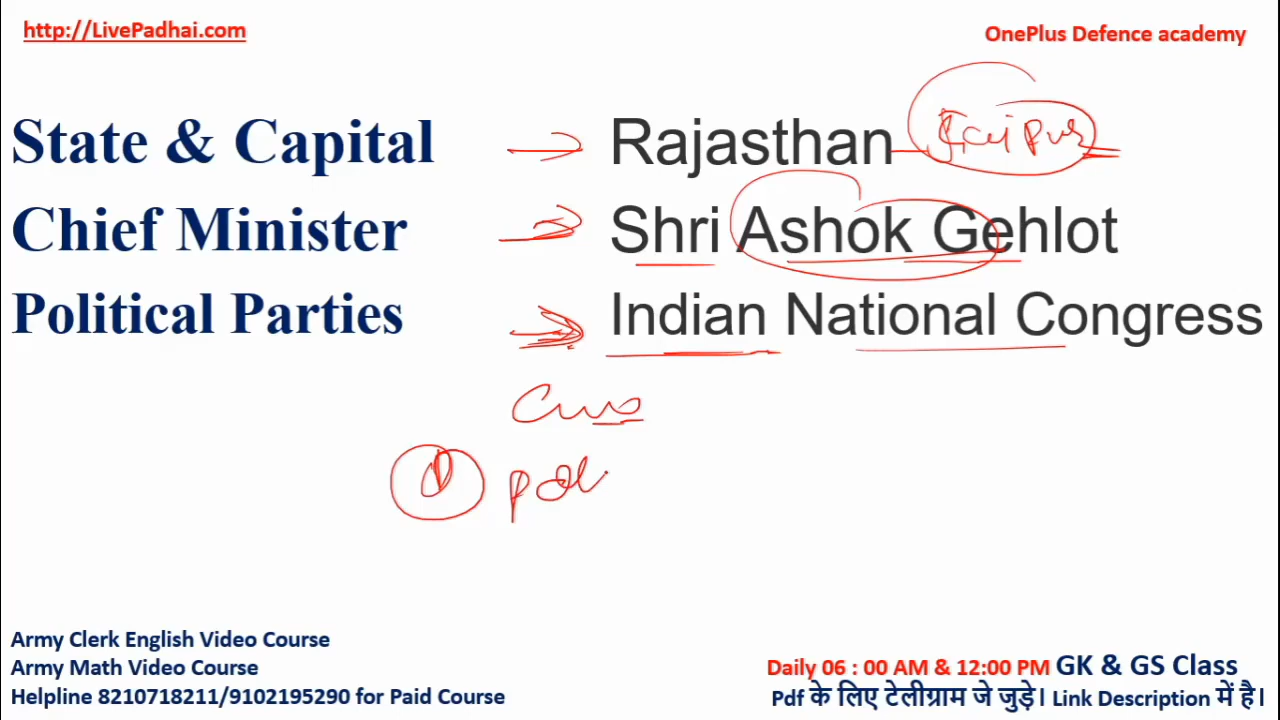 http://LivePadhai.com
OnePlus Defence academy
State & Capital Rajasthan Jaipur
Chief Minister Shri Ashok Gehlot
Political Parties Indian National Congress
Army Clerk English Video Course
Army Math Video Course
Helpline 8210718211/9102195290 for Paid Course
Daily 06 : 00 AM & 12:00 PM GK & GS Class
Pdf के लिए टेलीग्राम जे जुड़े। Link Description में है।